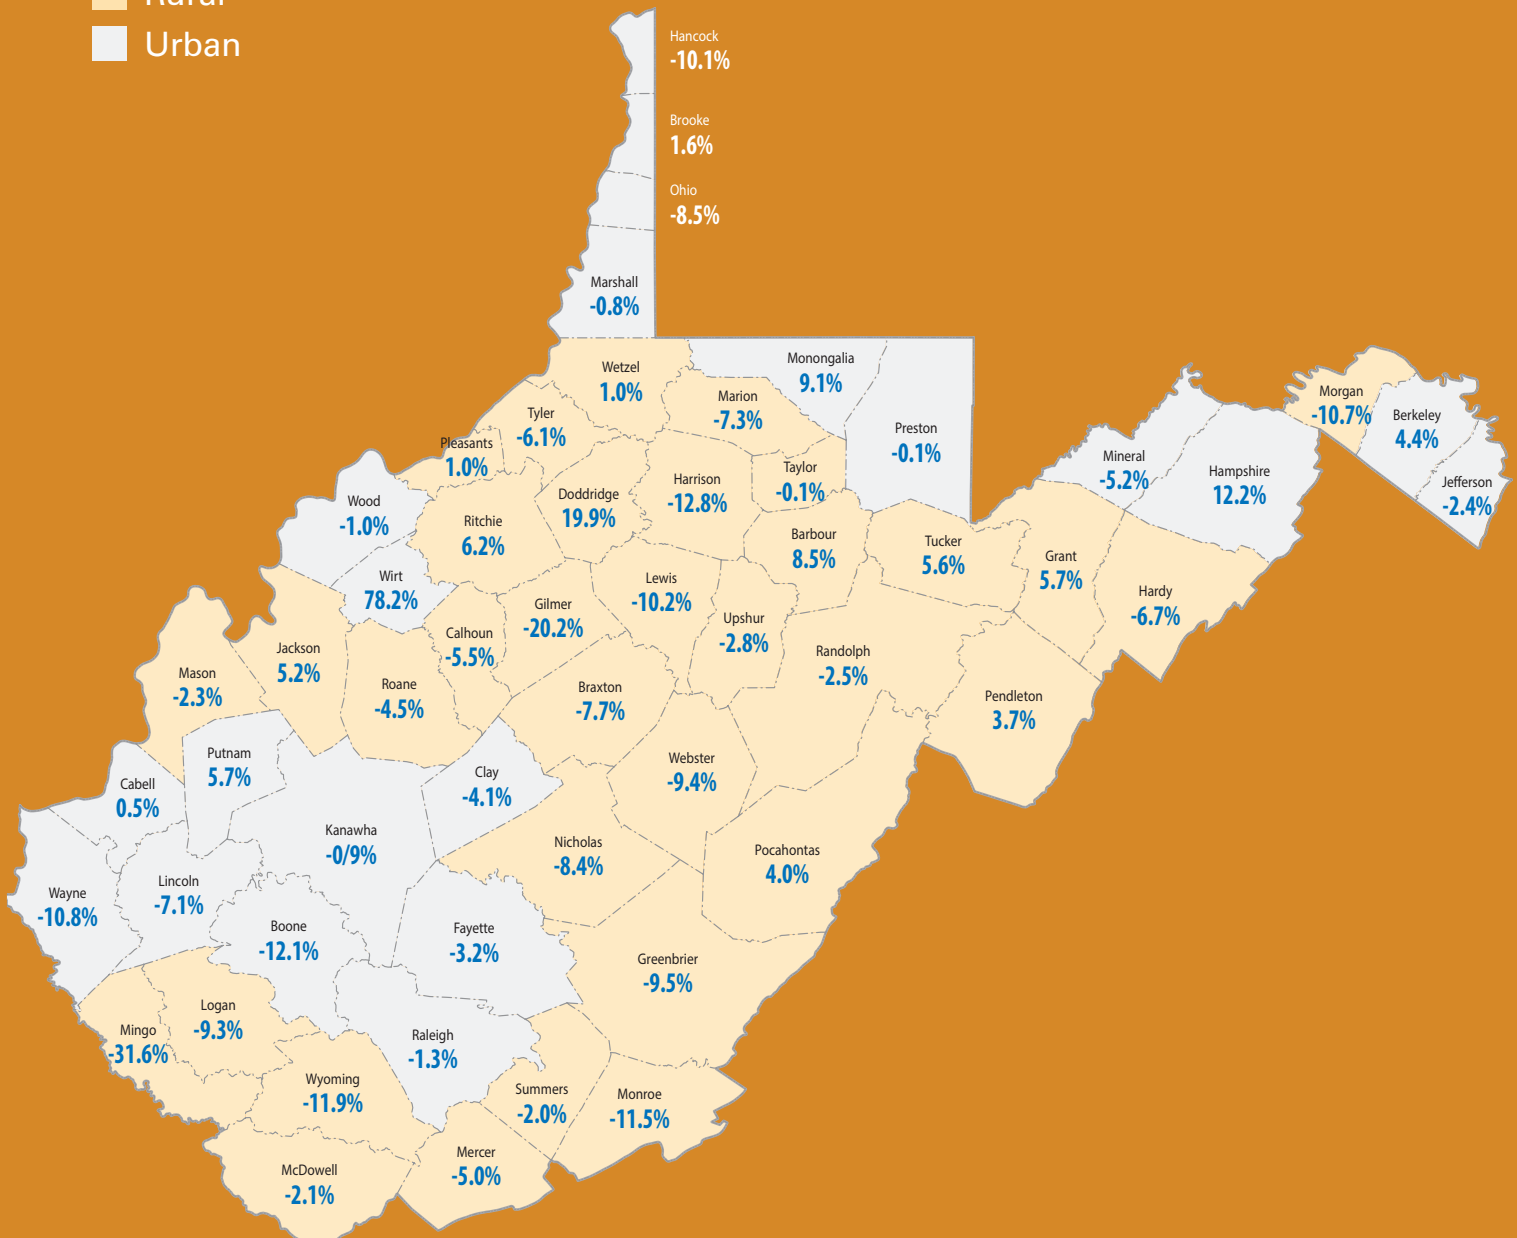 Rural
Urban
Hancock
-10.1%
Brooke
1.6%
Ohio
-8.5%
Marshall
-0.8%
Wetzel
1.0%
Monongalia
9.1%
Marion
-7.3%
Preston
-0.1%
Tyler
-6.1%
Pleasants
1.0%
Morgan
-10.7%
Berkeley
4.4%
Mineral
-5.2%
Hampshire
12.2%
Jefferson
-2.4%
Wood
-1.0%
Ritchie
6.2%
Doddridge
19.9%
Harrison
-12.8%
Taylor
-0.1%
Barbour
8.5%
Tucker
5.6%
Grant
5.7%
Hardy
-6.7%
Wirt
78.2%
Gilmer
-20.2%
Lewis
-10.2%
Upshur
-2.8%
Calhoun
-5.5%
Jackson
5.2%
Mason
-2.3%
Roane
-4.5%
Braxton
-7.7%
Randolph
-2.5%
Pendleton
3.7%
Putnam
5.7%
Cabell
0.5%
Clay
-4.1%
Webster
-9.4%
Kanawha
-0/9%
Nicholas
-8.4%
Pocahontas
4.0%
Wayne
-10.8%
Lincoln
-7.1%
Boone
-12.1%
Fayette
-3.2%
Greenbrier
-9.5%
Logan
-9.3%
Mingo
-31.6%
Raleigh
-1.3%
Wyoming
-11.9%
Summers
-2.0%
Monroe
-11.5%
Mercer
-5.0%
McDowell
-2.1%